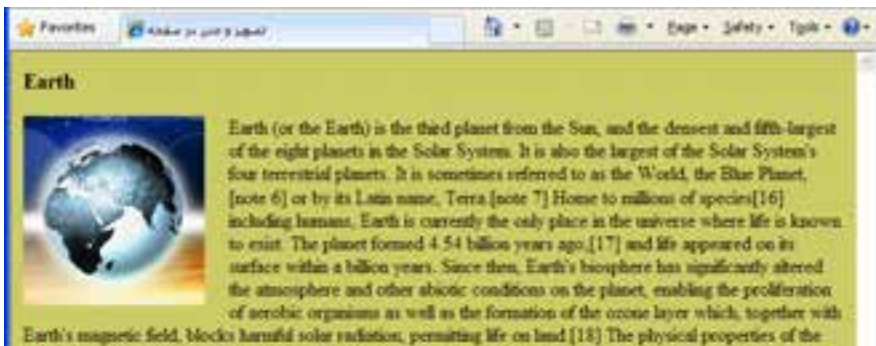 Favorites تصویر و متن در صفحه Page Safety Tools
Earth
Earth (or the Earth) is the third planet from the Sun, and the densest and fifth-largest
of the eight planets in the Solar System. It is also the largest of the Solar System's
four terrestrial planets. It is sometimes referred to as the World, the Blue Planet,
[note 6] or by its Latin name, Terra.[note 7] Home to millions of species[16]
including humans, Earth is currently the only place in the universe where life is known
to exist. The planet formed 4.54 billion years ago,[17] and life appeared on its
surface within a billion years. Since then, Earth's biosphere has significantly altered
the atmosphere and other abiotic conditions on the planet, enabling the proliferation
of aerobic organisms as well as the formation of the ozone layer which, together with
Earth's magnetic field, blocks harmful solar radiation, permitting life on land.[18] The physical properties of the